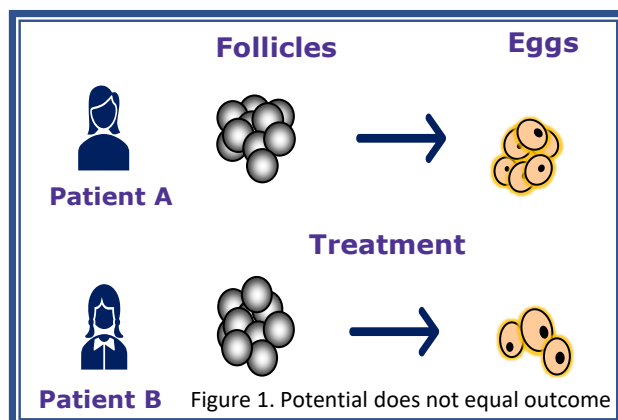 Follicles
Eggs
Patient A
Treatment
Patient B
Figure 1. Potential does not equal outcome